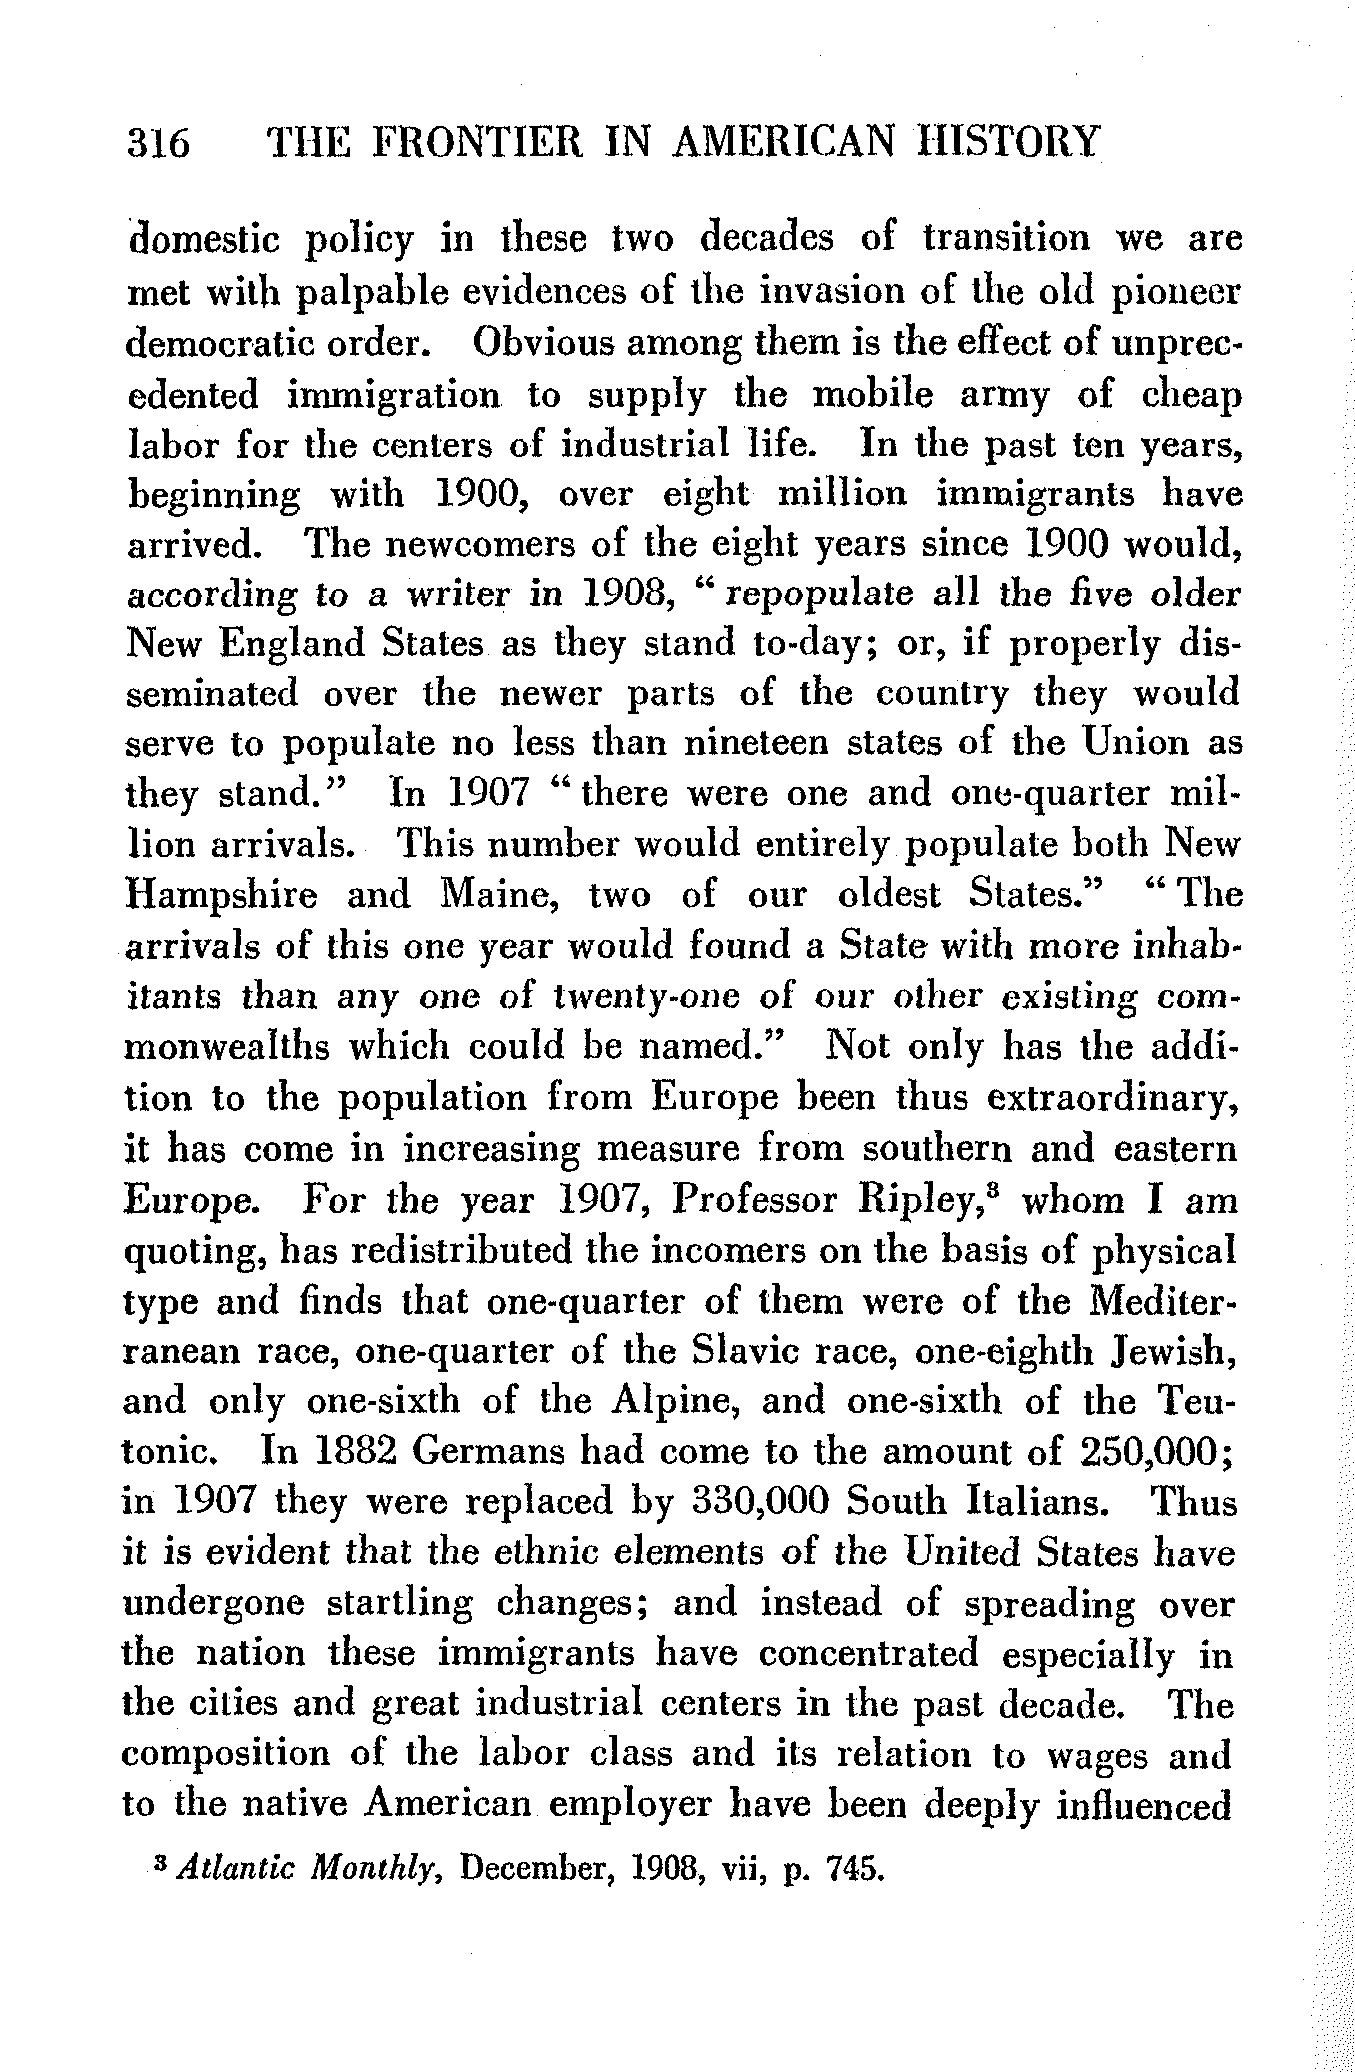 316 THE FRONTIER IN AMERICAN HISTORY
domestic policy in these two decades of transition we are
met with palpable evidences of the invasion of the old pioneer
democratic order. Obvious among them is the effect of unprec-
edented immigration to supply the mobile army of cheap
labor for the centers of industrial life. In the past ten years,
beginning with 1900, over eight million immigrants have
arrived. The newcomers of the eight years since 1900 would,
according to a writer in 1908, “ repopulate all the five older
New England States as they stand to-day; or, if properly dis-
seminated over the newer parts of the country they would
serve to populate no less than nineteen states of the Union as
they stand.” In 1907 “ there were one and one-quarter mil-
lion arrivals. This number would entirely populate both New
Hampshire and Maine, two of our oldest States.” “ The
arrivals of this one year would found a State with more inhab-
itants than any one of twenty-one of our other existing com-
monwealths which could be named.” Not only has the addi-
tion to the population from Europe been thus extraordinary,
it has come in increasing measure from southern and eastern
Europe. For the year 1907, Professor Ripley,³ whom I am
quoting, has redistributed the incomers on the basis of physical
type and finds that one-quarter of them were of the Mediter-
ranean race, one-quarter of the Slavic race, one-eighth Jewish,
and only one-sixth of the Alpine, and one-sixth of the Teu-
tonic. In 1882 Germans had come to the amount of 250,000;
in 1907 they were replaced by 330,000 South Italians. Thus
it is evident that the ethnic elements of the United States have
undergone startling changes; and instead of spreading over
the nation these immigrants have concentrated especially in
the cities and great industrial centers in the past decade. The
composition of the labor class and its relation to wages and
to the native American employer have been deeply influenced
³ Atlantic Monthly, December, 1908, vii, p. 745.